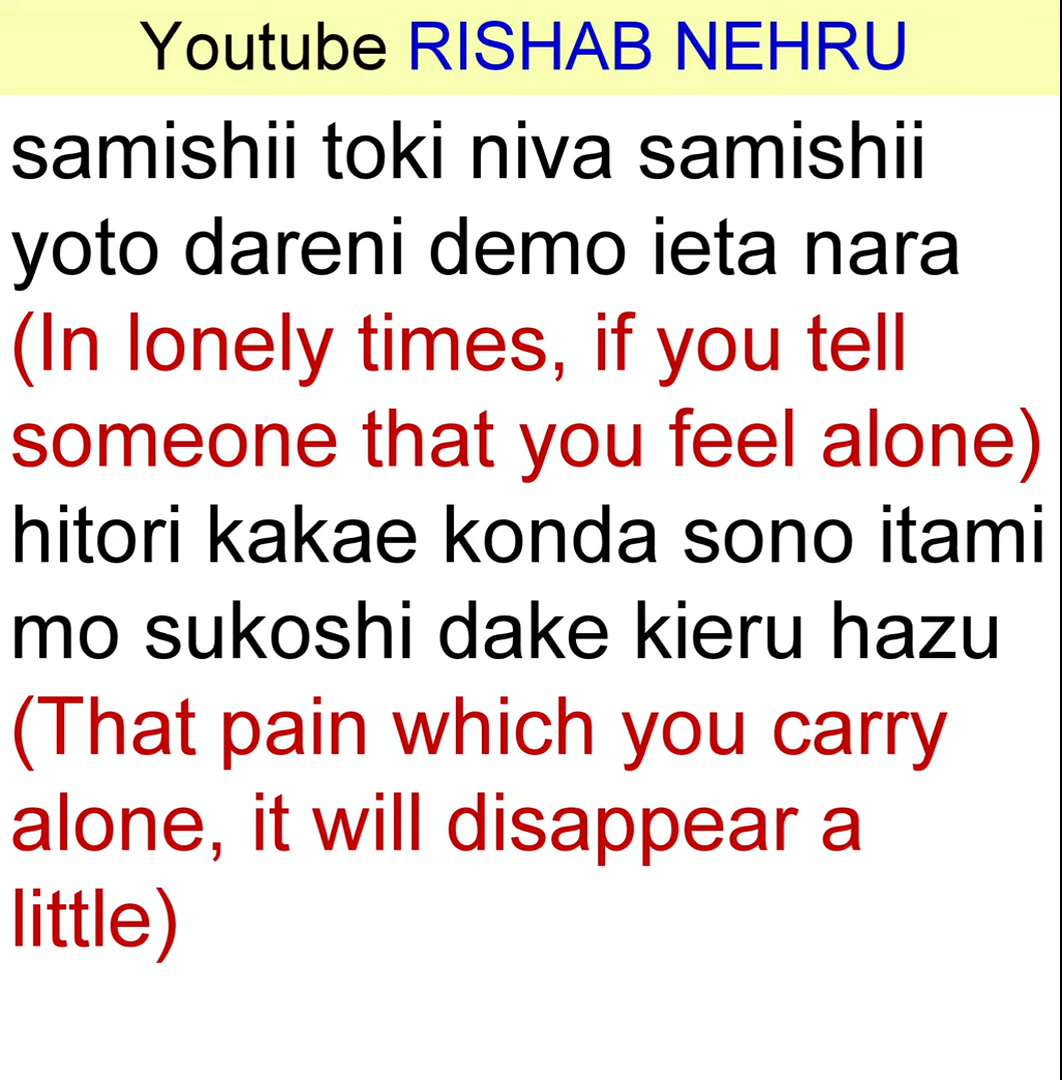 Youtube RISHAB NEHRU
samishii toki niva samishii
yoto dareni demo ieta nara
(In lonely times, if you tell
someone that you feel alone)
hitori kakae konda sono itami
mo sukoshi dake kieru hazu
(That pain which you carry
alone, it will disappear a
little)